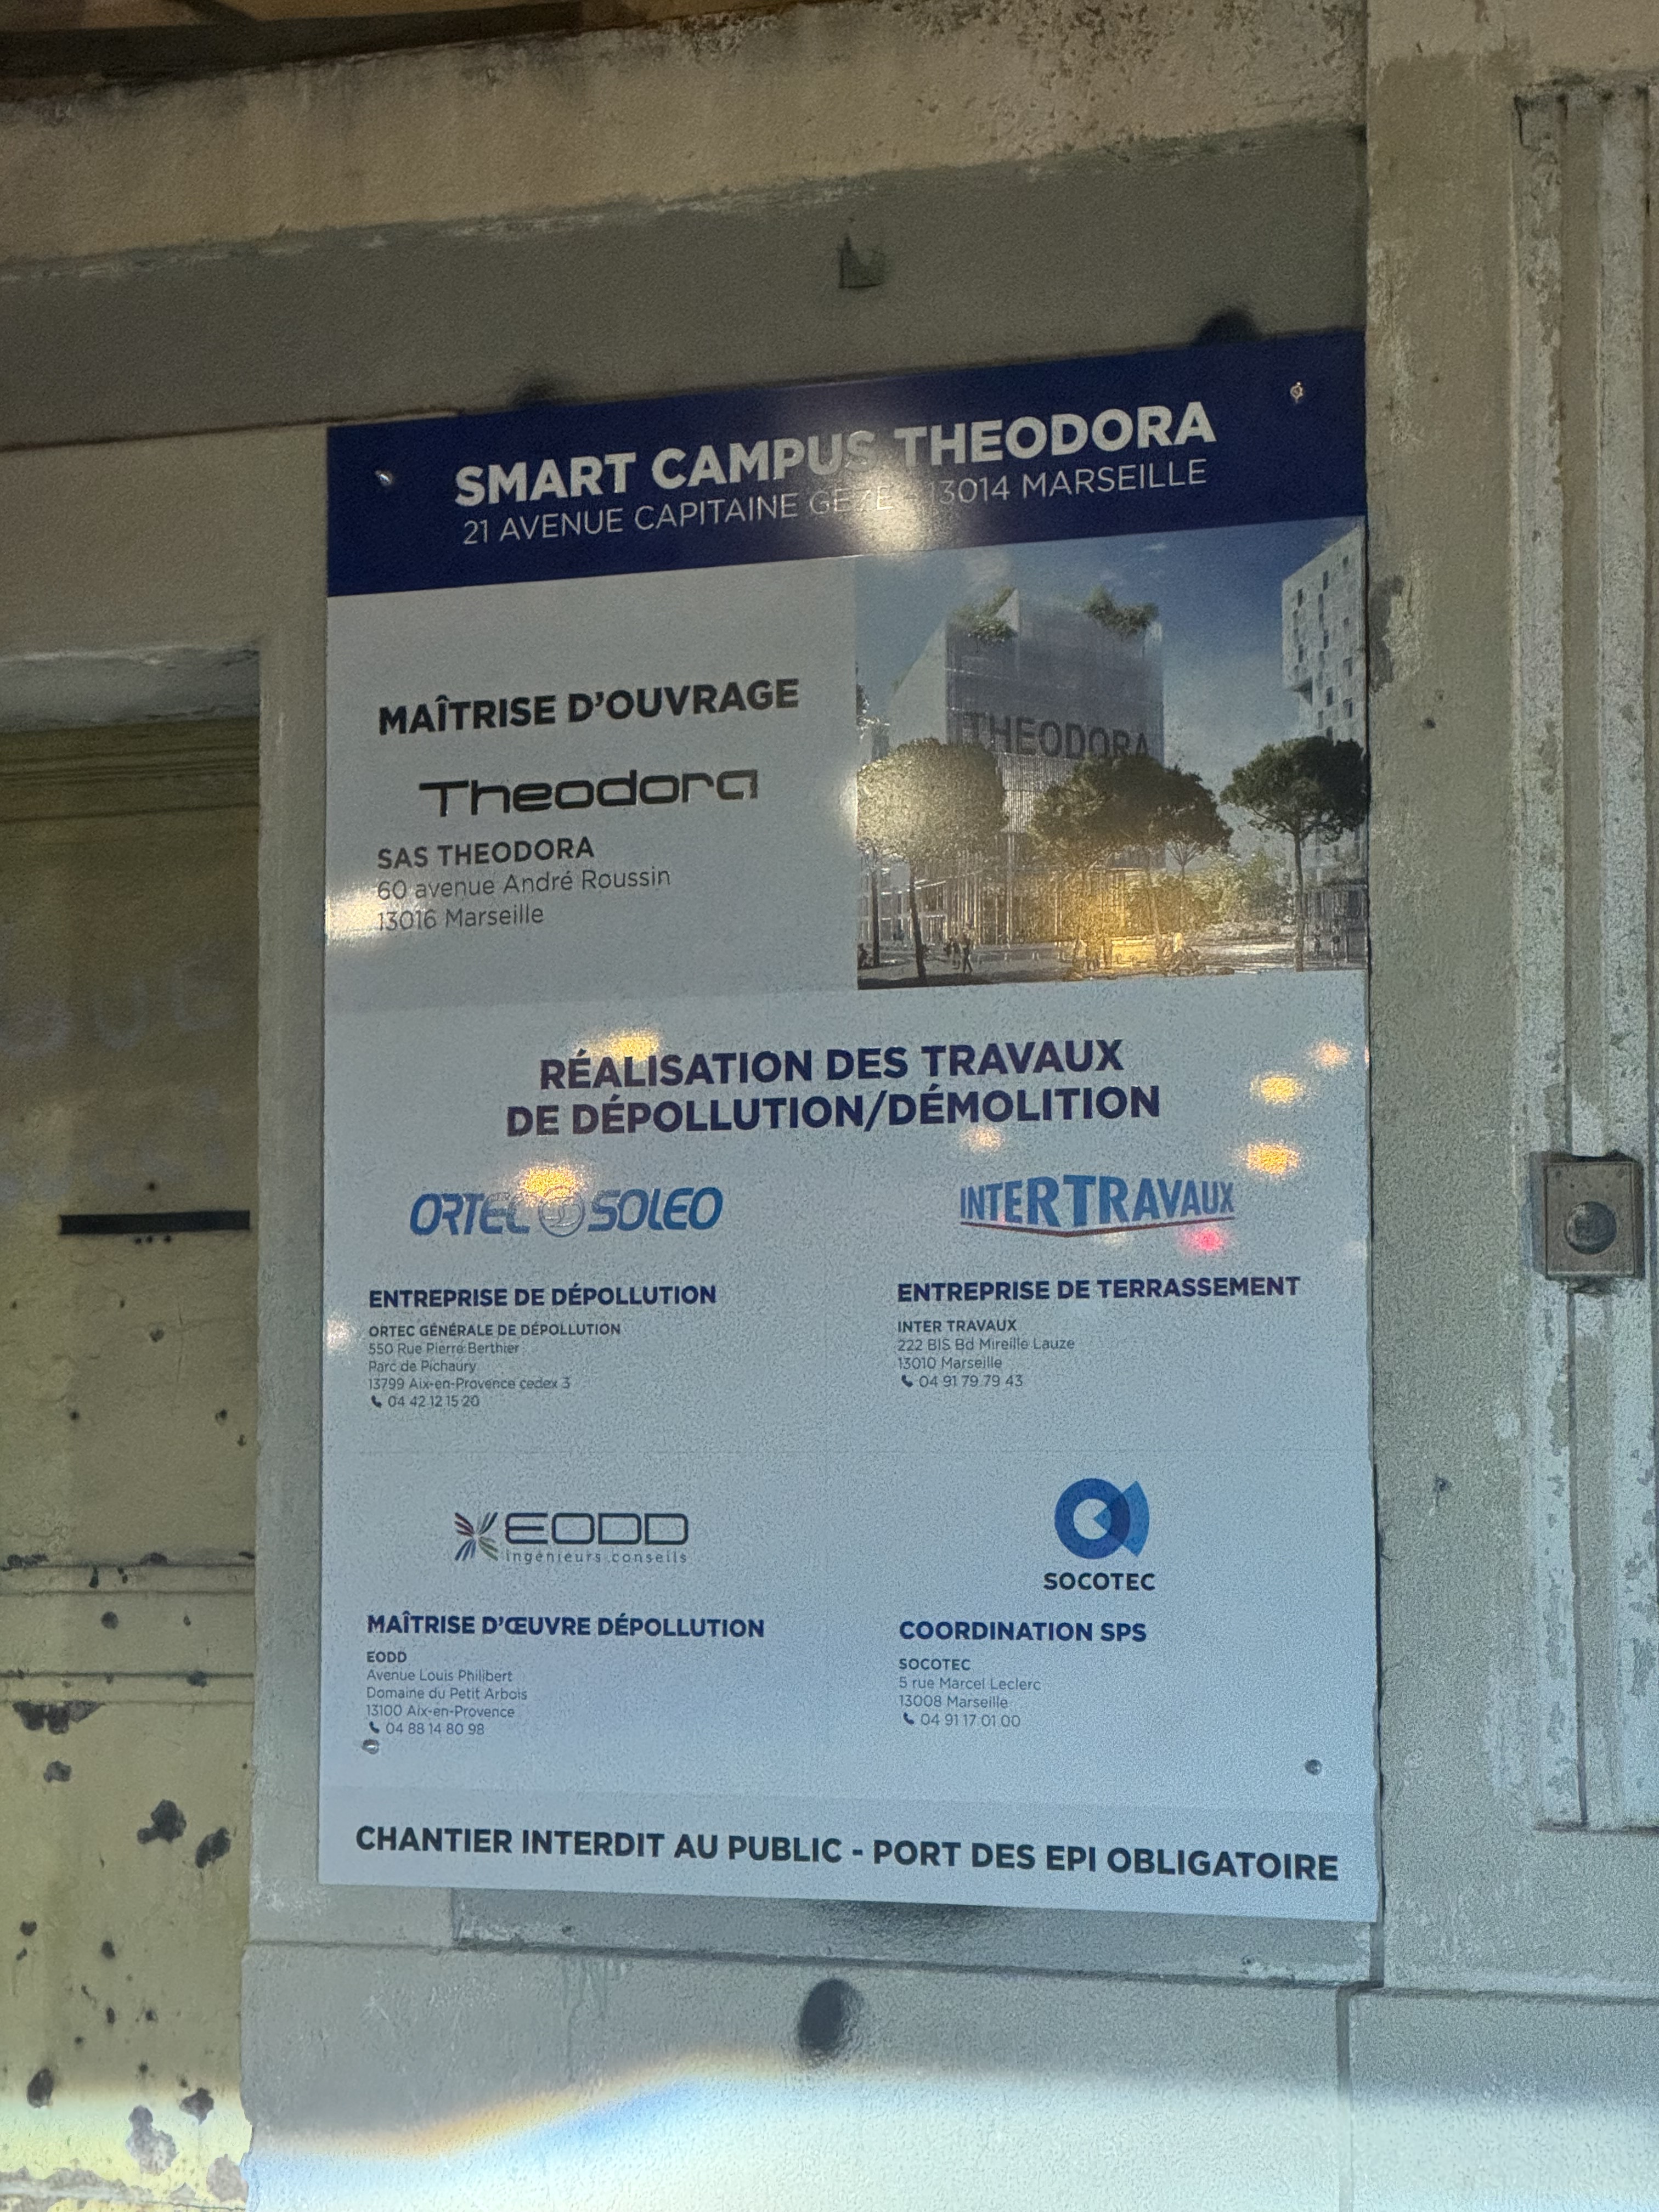 SMART CAMPUS THEODORA
21 AVENUE CAPITAINE GÈZE - 13014 MARSEILLE
MAÎTRISE D'OUVRAGE
Theodora
SAS THEODORA
60 avenue André Roussin
13016 Marseille
THEODORA
RÉALISATION DES TRAVAUX
DE DÉPOLLUTION/DÉMOLITION
ORTEC SOLEO
ENTREPRISE DE DÉPOLLUTION
ORTEC GÉNÉRALE DE DÉPOLLUTION
550 Rue Pierre Berthier
Parc de Pichaury
13799 Aix-en-Provence cedex 3
04 42 12 15 20
INTERTRAVAUX
ENTREPRISE DE TERRASSEMENT
INTER TRAVAUX
222 BIS Bd Mireille Lauze
13010 Marseille
04 91 79 79 43
EODD
ingénieurs conseils
MAÎTRISE D'ŒUVRE DÉPOLLUTION
EODD
Avenue Louis Philibert
Domaine du Petit Arbois
13100 Aix-en-Provence
04 88 14 80 98
SOCOTEC
COORDINATION SPS
SOCOTEC
5 rue Marcel Leclerc
13008 Marseille
04 91 17 01 00
CHANTIER INTERDIT AU PUBLIC - PORT DES EPI OBLIGATOIRE